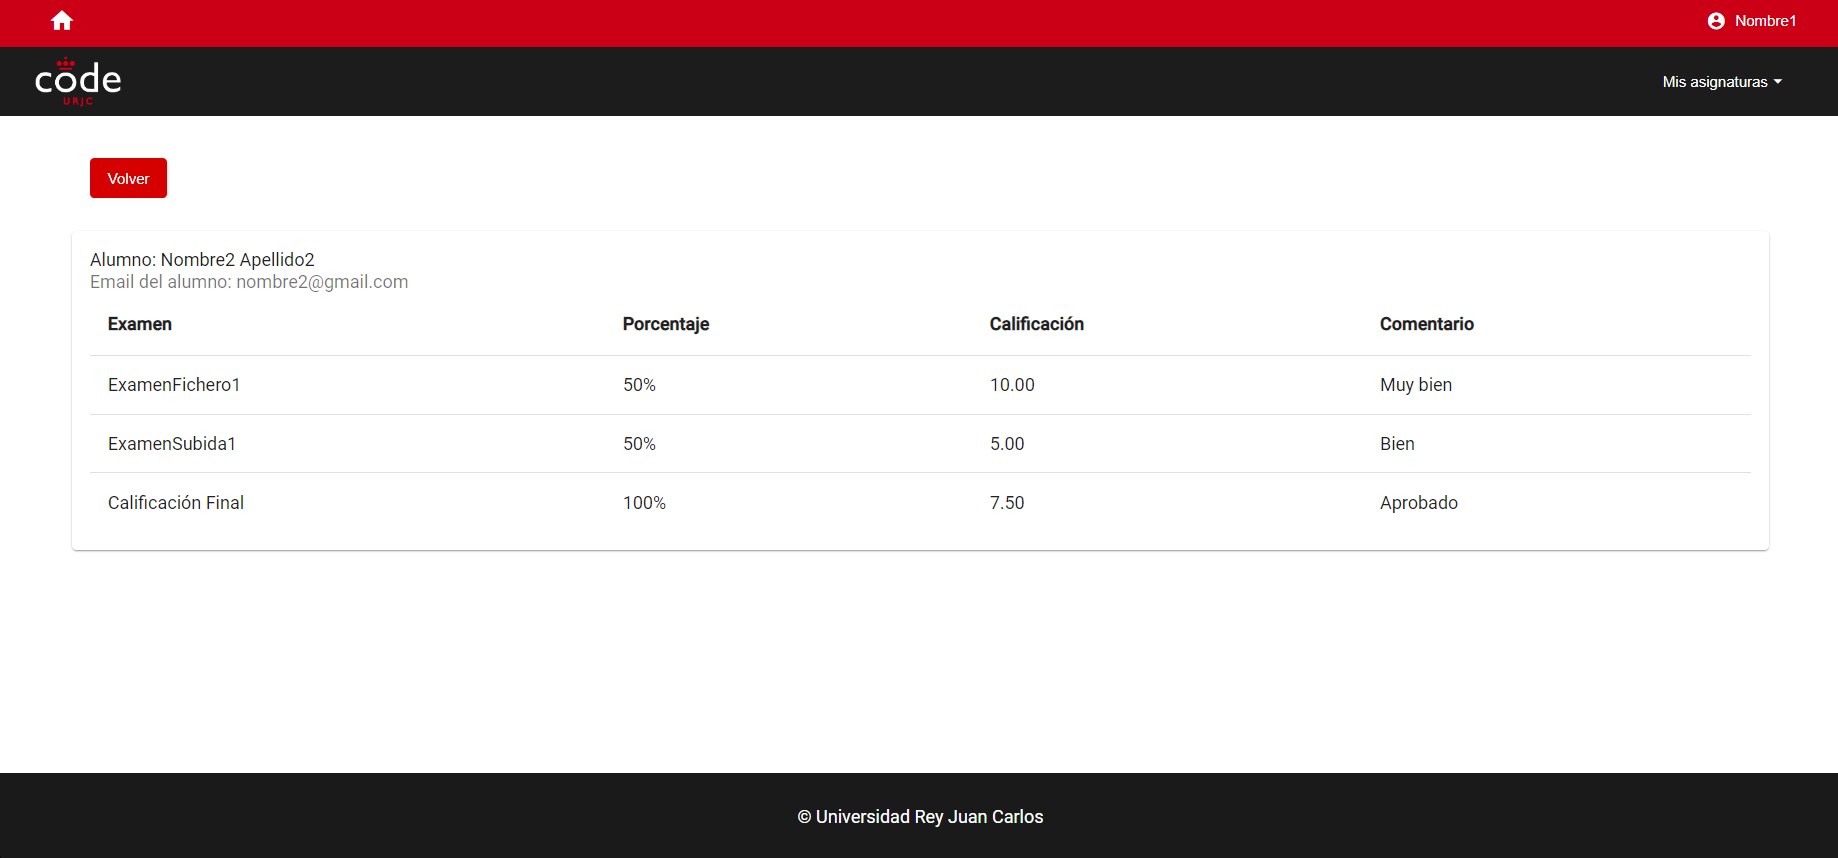 Nombre1
code
URJC
Mis asignaturas
Volver
Alumno: Nombre2 Apellido2
Email del alumno: nombre2@gmail.com
Examen Porcentaje Calificación Comentario
ExamenFichero1 50% 10.00 Muy bien
ExamenSubida1 50% 5.00 Bien
Calificación Final 100% 7.50 Aprobado
© Universidad Rey Juan Carlos